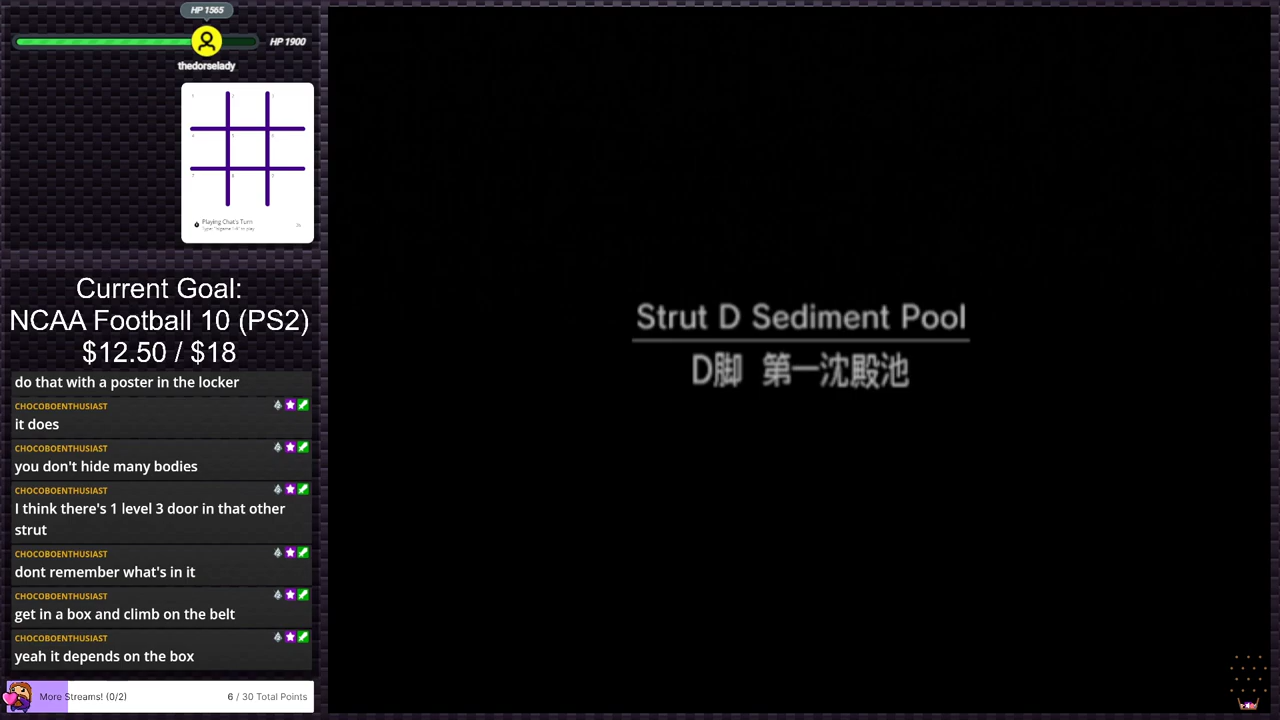 HP 1565
HP 1900
thedorselady
Playing Chat's Turn
Current Goal:
NCAA Football 10 (PS2)
$12.50 / $18
do that with a poster in the locker
CHOCOBOENTHUSIAST
it does
CHOCOBOENTHUSIAST
you don't hide many bodies
CHOCOBOENTHUSIAST
I think there's 1 level 3 door in that other
strut
CHOCOBOENTHUSIAST
dont remember what's in it
CHOCOBOENTHUSIAST
get in a box and climb on the belt
CHOCOBOENTHUSIAST
yeah it depends on the box
More Streams! (0/2)
6 / 30 Total Points
Strut D Sediment Pool
D脚 第一沈殿池